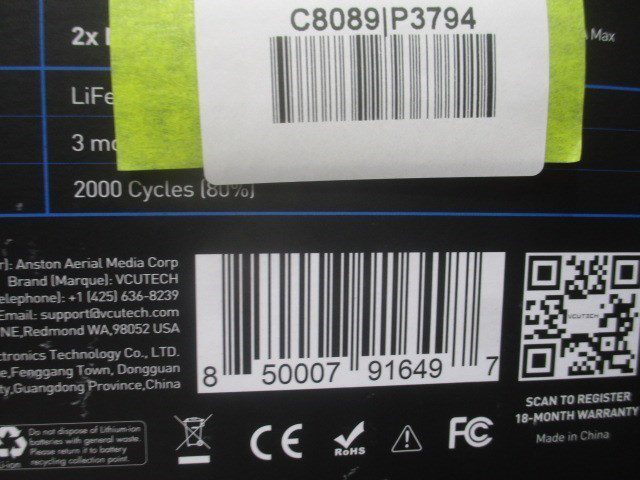 C8089|P3794
2x
Max
LiFe
3 mo
2000 Cycles (80%)
r): Anston Aerial Media Corp
Brand (Marque): VCUTECH
elephone): +1 (425) 636-8239
Email: support@vcutech.com
NE,Redmond WA,98052 USA
ctronics Technology Co., LTD.
e,Fenggang Town, Dongguan
ty,Guangdong Province,China
8 50007 91649 7
VCUTECH
SCAN TO REGISTER
18-MONTH WARRANTY
Made in China
Li-ion
Do not dispose of Lithium-ion
batteries with general waste.
Please return it to battery
recycling collection point.
CE
RoHS
FC